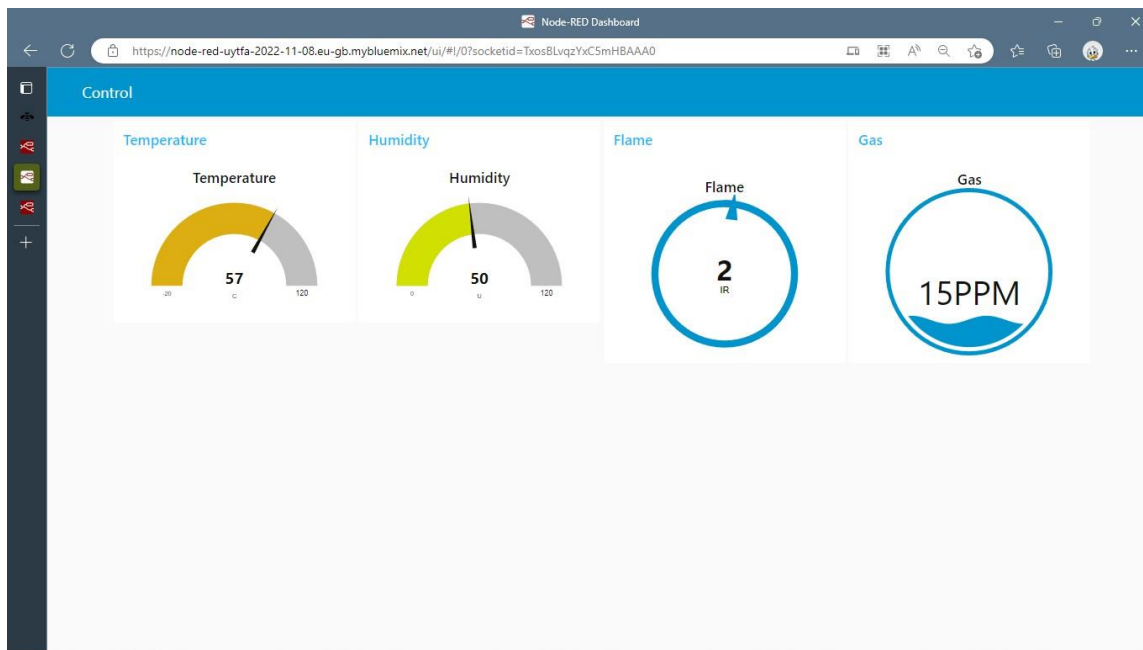 Node-RED Dashboard
https://node-red-uytfa-2022-11-08.eu-gb.mybluemix.net/ui/#!/0?socketid=TxosBLvqzYxC5mHBAAA0
Control
Temperature
Temperature
57
C
-20
120
Humidity
Humidity
50
U
0
120
Flame
Flame
2
IR
Gas
Gas
15PPM